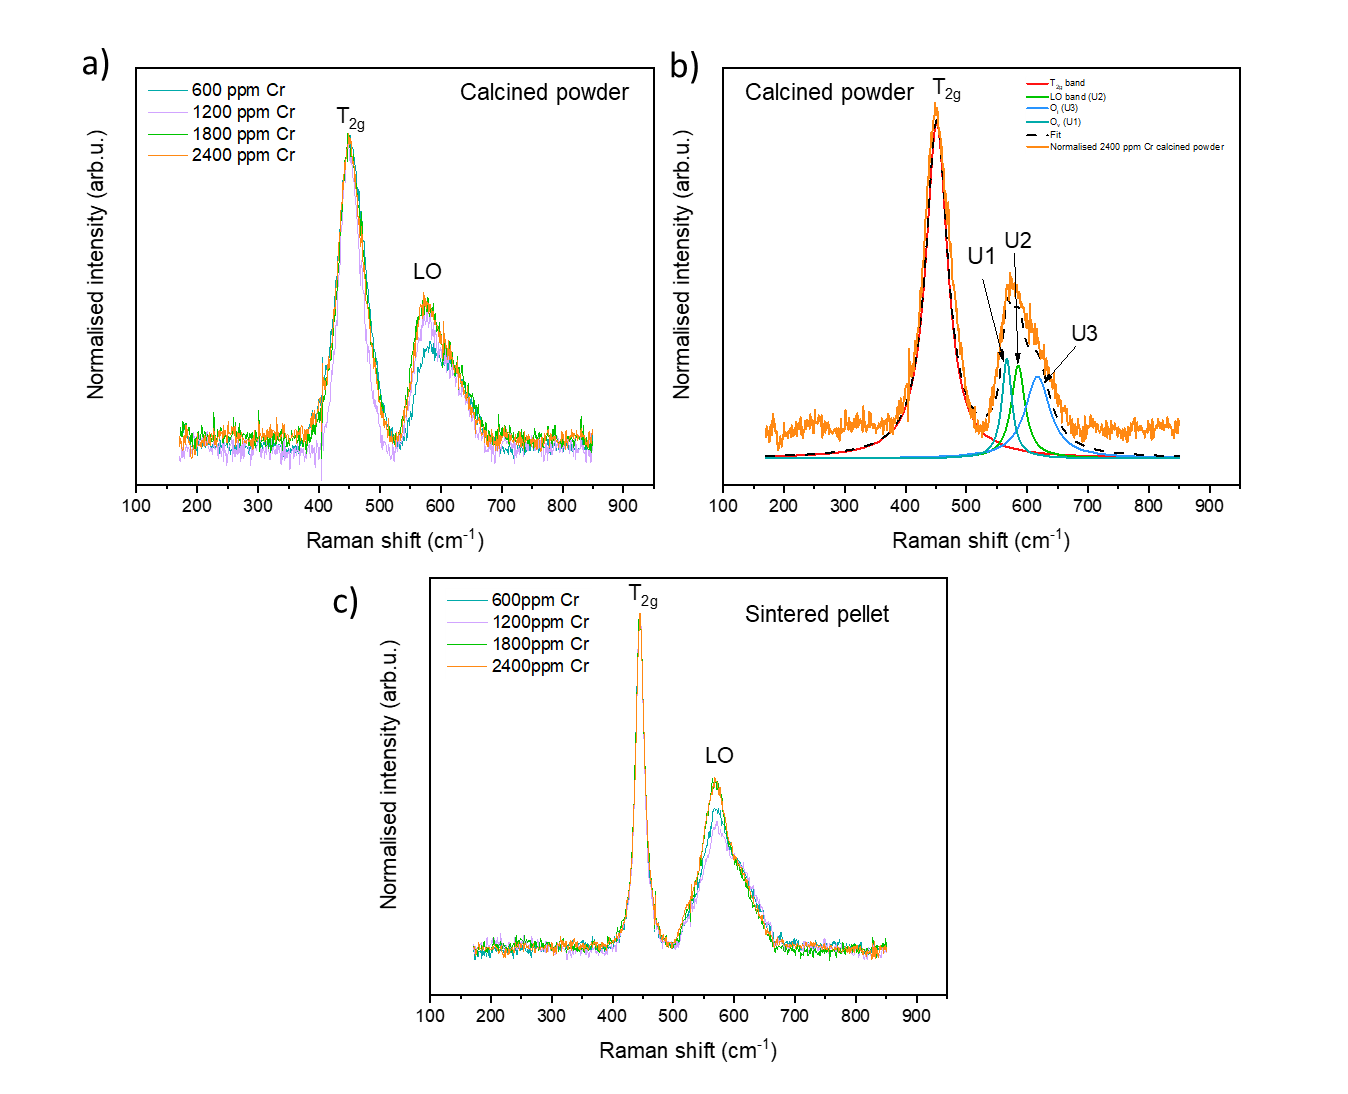 a)
600 ppm Cr
1200 ppm Cr
1800 ppm Cr
2400 ppm Cr
Calcined powder
T2g
LO
Normalised intensity (arb.u.)
100 200 300 400 500 600 700 800 900
Raman shift (cm-1)
b)
Calcined powder
T2g
T2g band
LO band (U2)
Oi (U3)
Ov (U1)
Fit
Normalised 2400 ppm Cr calcined powder
U1
U2
U3
Normalised intensity (arb.u.)
100 200 300 400 500 600 700 800 900
Raman shift (cm-1)
c)
600ppm Cr
1200ppm Cr
1800ppm Cr
2400ppm Cr
T2g
Sintered pellet
LO
Normalised intensity (arb.u.)
100 200 300 400 500 600 700 800 900
Raman shift (cm-1)